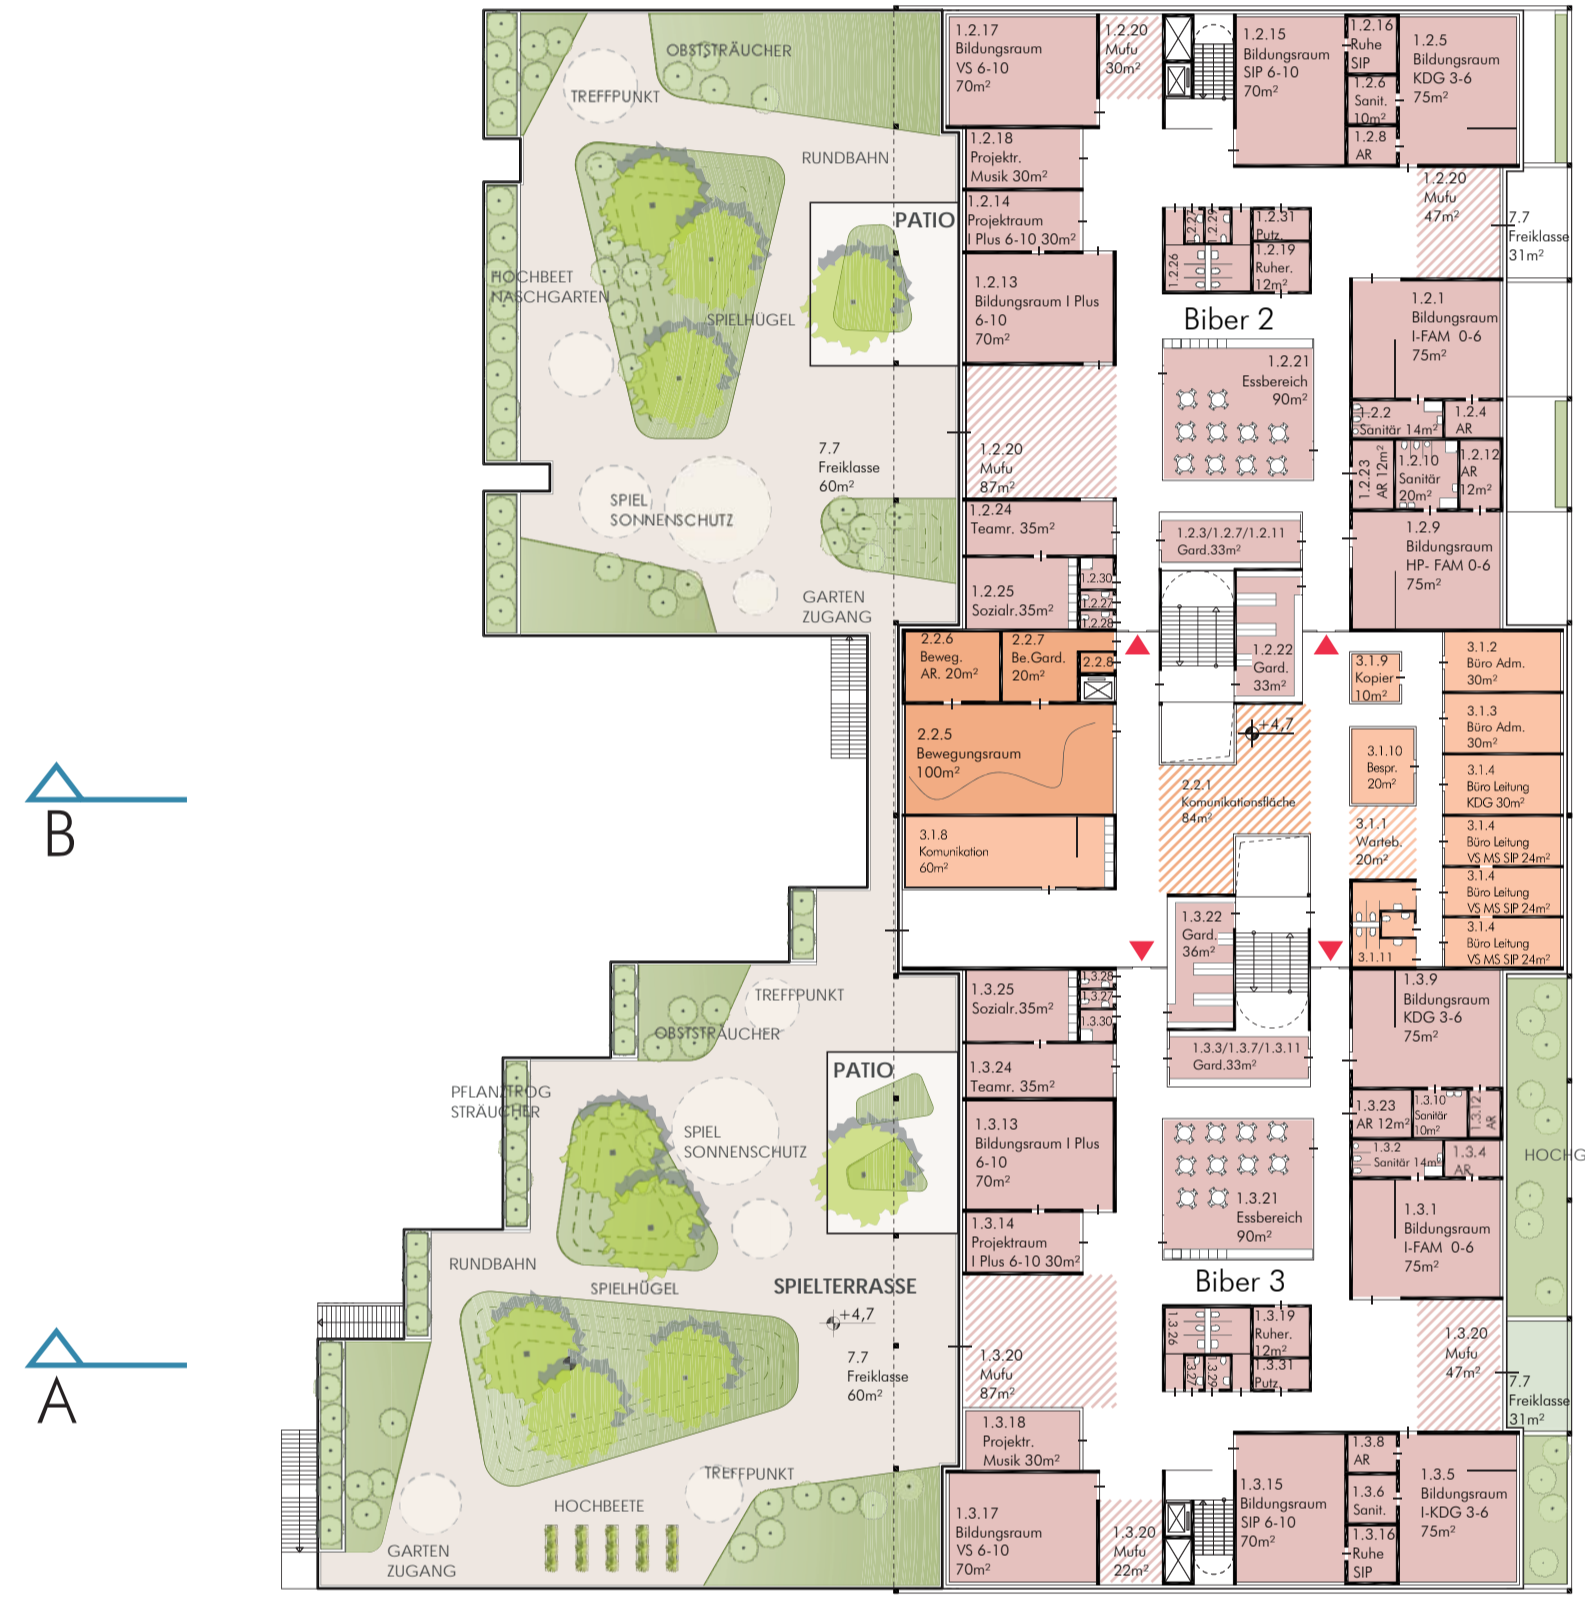 OBSTSTRÄUCHER
TREFFPUNKT
RUNDBAHN
PATIO
HOCHBEET
NASCHGARTEN
SPIELHÜGEL
7.7
Freiklasse
60m²
SPIEL
SONNENSCHUTZ
GARTEN
ZUGANG
1.2.17
Bildungsraum
VS 6-10
70m²
1.2.20
Mufu
30m²
1.2.15
Bildungsraum
SIP 6-10
70m²
1.2.16
Ruhe
SIP
1.2.6
Sanit.
10m²
1.2.8
AR
1.2.5
Bildungsraum
KDG 3-6
75m²
1.2.18
Projektr.
Musik 30m²
1.2.14
Projektraum
I Plus 6-10 30m²
1.2.20
Mufu
47m²
7.7
Freiklasse
31m²
1.2.27
1.2.29
1.2.31
Putz.
1.2.26
1.2.19
Ruher.
12m²
1.2.13
Bildungsraum I Plus
6-10
70m²
Biber 2
1.2.1
Bildungsraum
I-FAM 0-6
75m²
1.2.21
Essbereich
90m²
1.2.2
Sanitär 14m²
1.2.4
AR
1.2.20
Mufu
87m²
1.2.23
AR 12m²
1.2.10
Sanitär
20m²
1.2.12
AR
12m²
1.2.24
Teamr. 35m²
1.2.3/1.2.7/1.2.11
Gard.33m²
1.2.9
Bildungsraum
HP- FAM 0-6
75m²
1.2.25
Sozialr.35m²
1.2.30
1.2.27
1.2.28
2.2.6
Beweg.
AR. 20m²
2.2.7
Be.Gard.
20m²
2.2.8
1.2.22
Gard.
33m²
3.1.9
Kopier
10m²
3.1.2
Büro Adm.
30m²
3.1.3
Büro Adm.
30m²
2.2.5
Bewegungsraum
100m²
+4,7
3.1.10
Bespr.
20m²
3.1.4
Büro Leitung
KDG 30m²
2.2.1
Komunikationsfläche
84m²
3.1.8
Komunikation
60m²
3.1.1
Warteb.
20m²
3.1.4
Büro Leitung
VS MS SIP 24m²
3.1.4
Büro Leitung
VS MS SIP 24m²
3.1.4
Büro Leitung
VS MS SIP 24m²
3.1.11
1.3.22
Gard.
36m²
B
TREFFPUNKT
OBSTSTRÄUCHER
PATIO
PFLANZTROG
STRÄUCHER
SPIEL
SONNENSCHUTZ
RUNDBAHN
SPIELHÜGEL
SPIELTERRASSE
+4,7
7.7
Freiklasse
60m²
A
TREFFPUNKT
HOCHBEETE
GARTEN
ZUGANG
1.3.25
Sozialr.35m²
1.3.28
1.3.27
1.3.30
1.3.9
Bildungsraum
KDG 3-6
75m²
1.3.24
Teamr. 35m²
1.3.3/1.3.7/1.3.11
Gard.33m²
1.3.13
Bildungsraum I Plus
6-10
70m²
1.3.23
AR 12m²
1.3.10
Sanitär
10m²
1.3.12
AR
1.3.2
Sanitär 14m²
1.3.4
AR
HOCHG
1.3.21
Essbereich
90m²
1.3.1
Bildungsraum
I-FAM 0-6
75m²
1.3.14
Projektraum
I Plus 6-10 30m²
Biber 3
1.3.26
1.3.19
Ruher.
12m²
1.3.27
1.3.29
1.3.31
Putz.
1.3.20
Mufu
87m²
1.3.20
Mufu
47m²
7.7
Freiklasse
31m²
1.3.18
Projektr.
Musik 30m²
1.3.17
Bildungsraum
VS 6-10
70m²
1.3.20
Mufu
22m²
1.3.15
Bildungsraum
SIP 6-10
70m²
1.3.8
AR
1.3.6
Sanit.
1.3.16
Ruhe
SIP
1.3.5
Bildungsraum
I-KDG 3-6
75m²